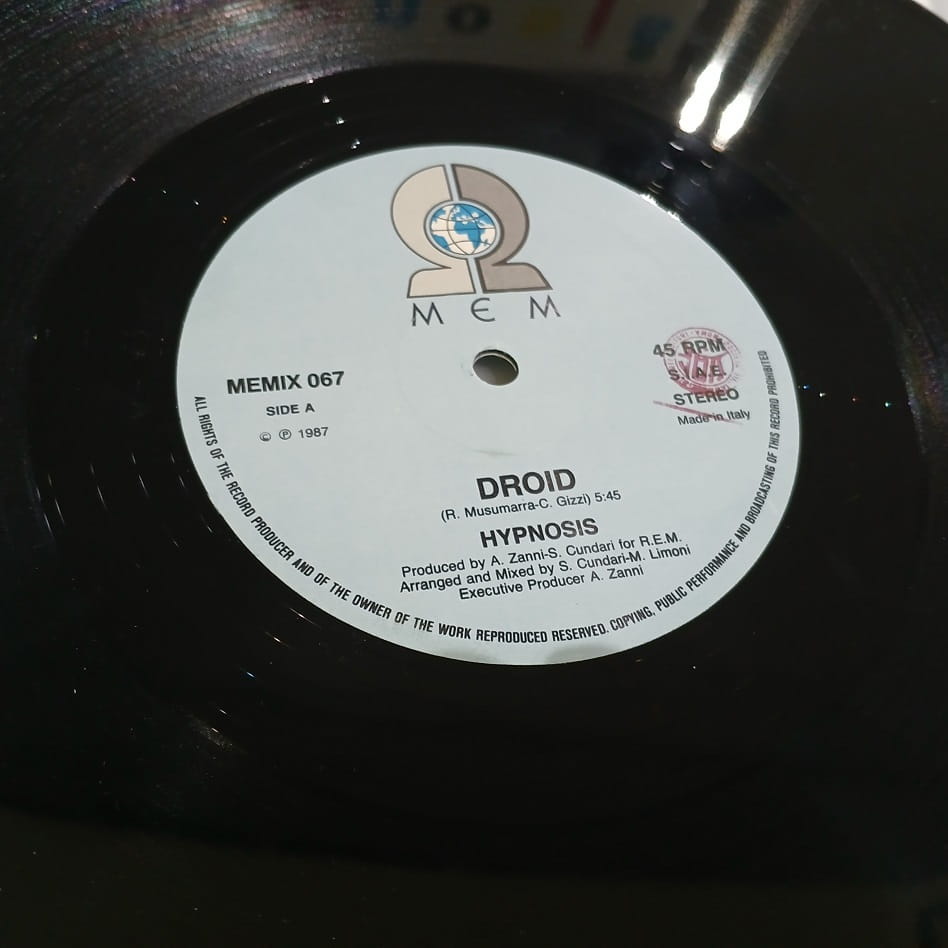 MEM
MEMIX 067
SIDE A
© ℗ 1987
45 RPM
S.I.A.E.
STEREO
Made in Italy
DROID
(R. Musumarra-C. Gizzi) 5:45
HYPNOSIS
Produced by A. Zanni-S. Cundari for R.E.M.
Arranged and Mixed by S. Cundari-M. Limoni
Executive Producer A. Zanni
ALL RIGHTS OF THE RECORD PRODUCER AND OF THE OWNER OF THE WORK REPRODUCED RESERVED. COPYING, PUBLIC PERFORMANCE AND BROADCASTING OF THIS RECORD PROHIBITED